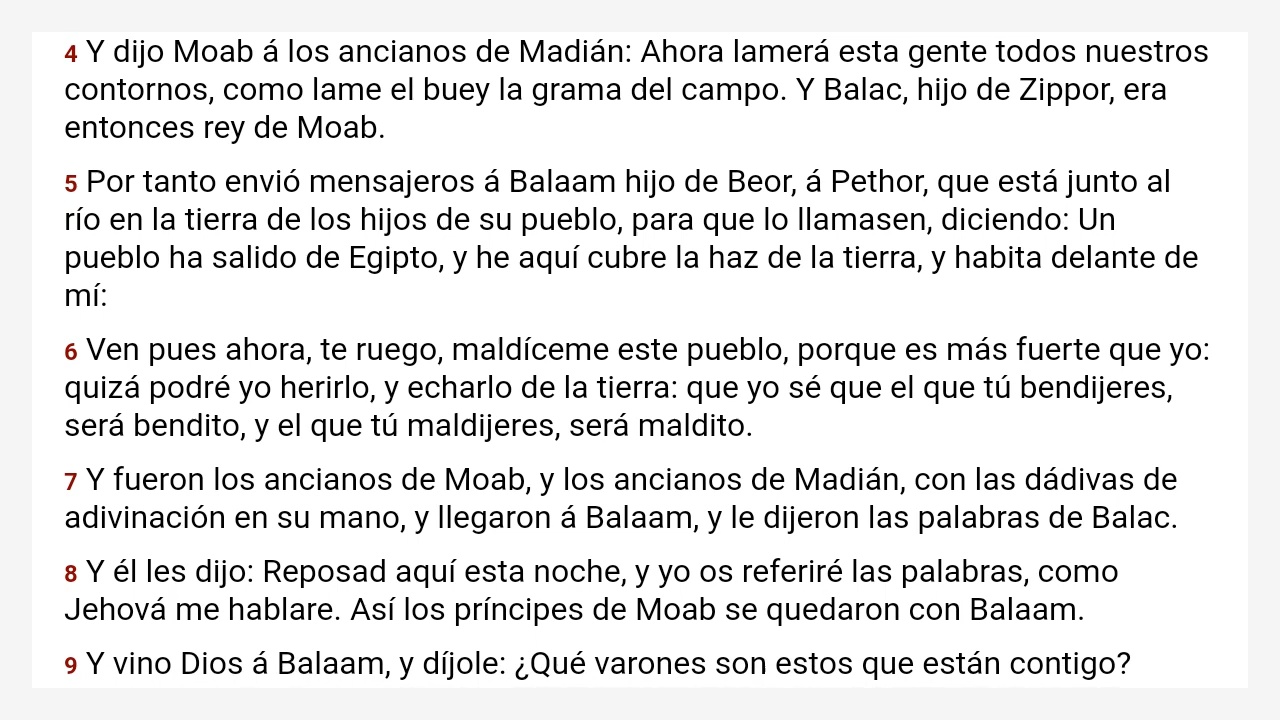 4 Y dijo Moab á los ancianos de Madián: Ahora lamerá esta gente todos nuestros
contornos, como lame el buey la grama del campo. Y Balac, hijo de Zippor, era
entonces rey de Moab.
5 Por tanto envió mensajeros á Balaam hijo de Beor, á Pethor, que está junto al
río en la tierra de los hijos de su pueblo, para que lo llamasen, diciendo: Un
pueblo ha salido de Egipto, y he aquí cubre la haz de la tierra, y habita delante de
mí:
6 Ven pues ahora, te ruego, maldíceme este pueblo, porque es más fuerte que yo:
quizá podré yo herirlo, y echarlo de la tierra: que yo sé que el que tú bendijeres,
será bendito, y el que tú maldijeres, será maldito.
7 Y fueron los ancianos de Moab, y los ancianos de Madián, con las dádivas de
adivinación en su mano, y llegaron á Balaam, y le dijeron las palabras de Balac.
8 Y él les dijo: Reposad aquí esta noche, y yo os referiré las palabras, como
Jehová me hablare. Así los príncipes de Moab se quedaron con Balaam.
9 Y vino Dios á Balaam, y díjole: ¿Qué varones son estos que están contigo?